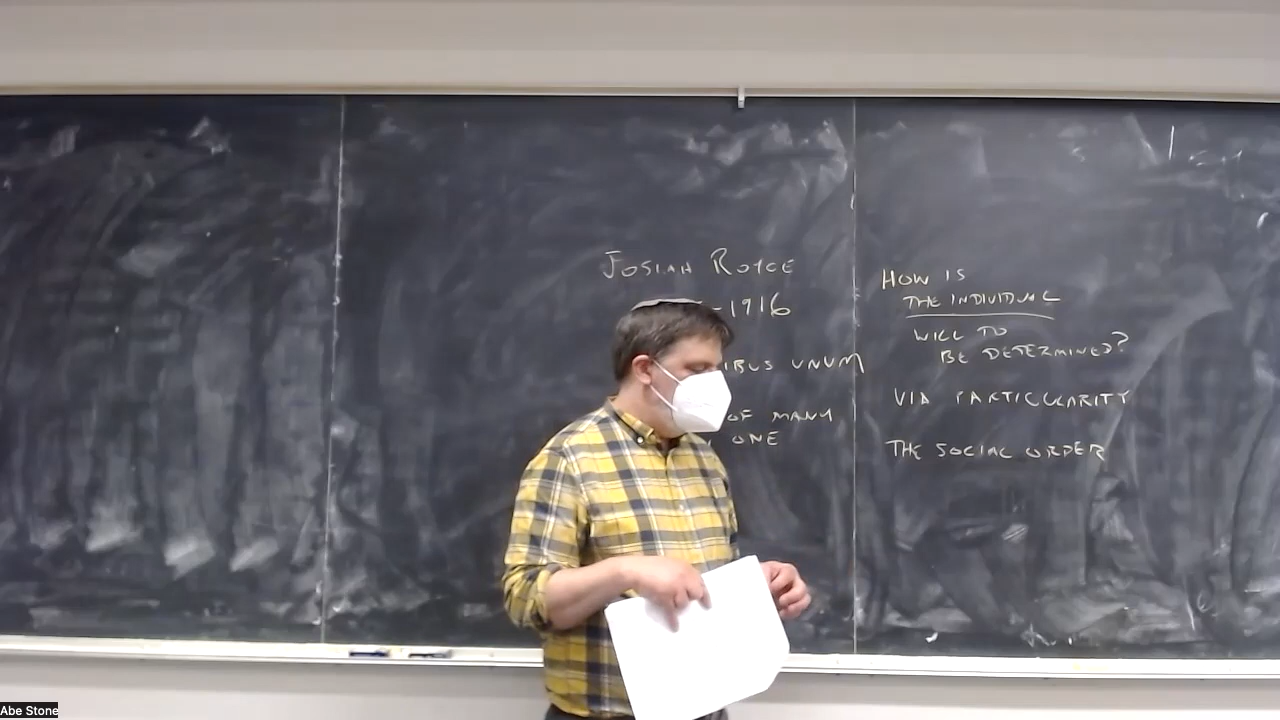 JOSIAH ROYCE
-1916
IBUS UNUM
OF MANY
ONE
HOW IS
THE INDIVIDUAL
WILL TO
BE DETERMINED?
VIA PARTICULARITY
THE SOCIAL ORDER
Abe Stone